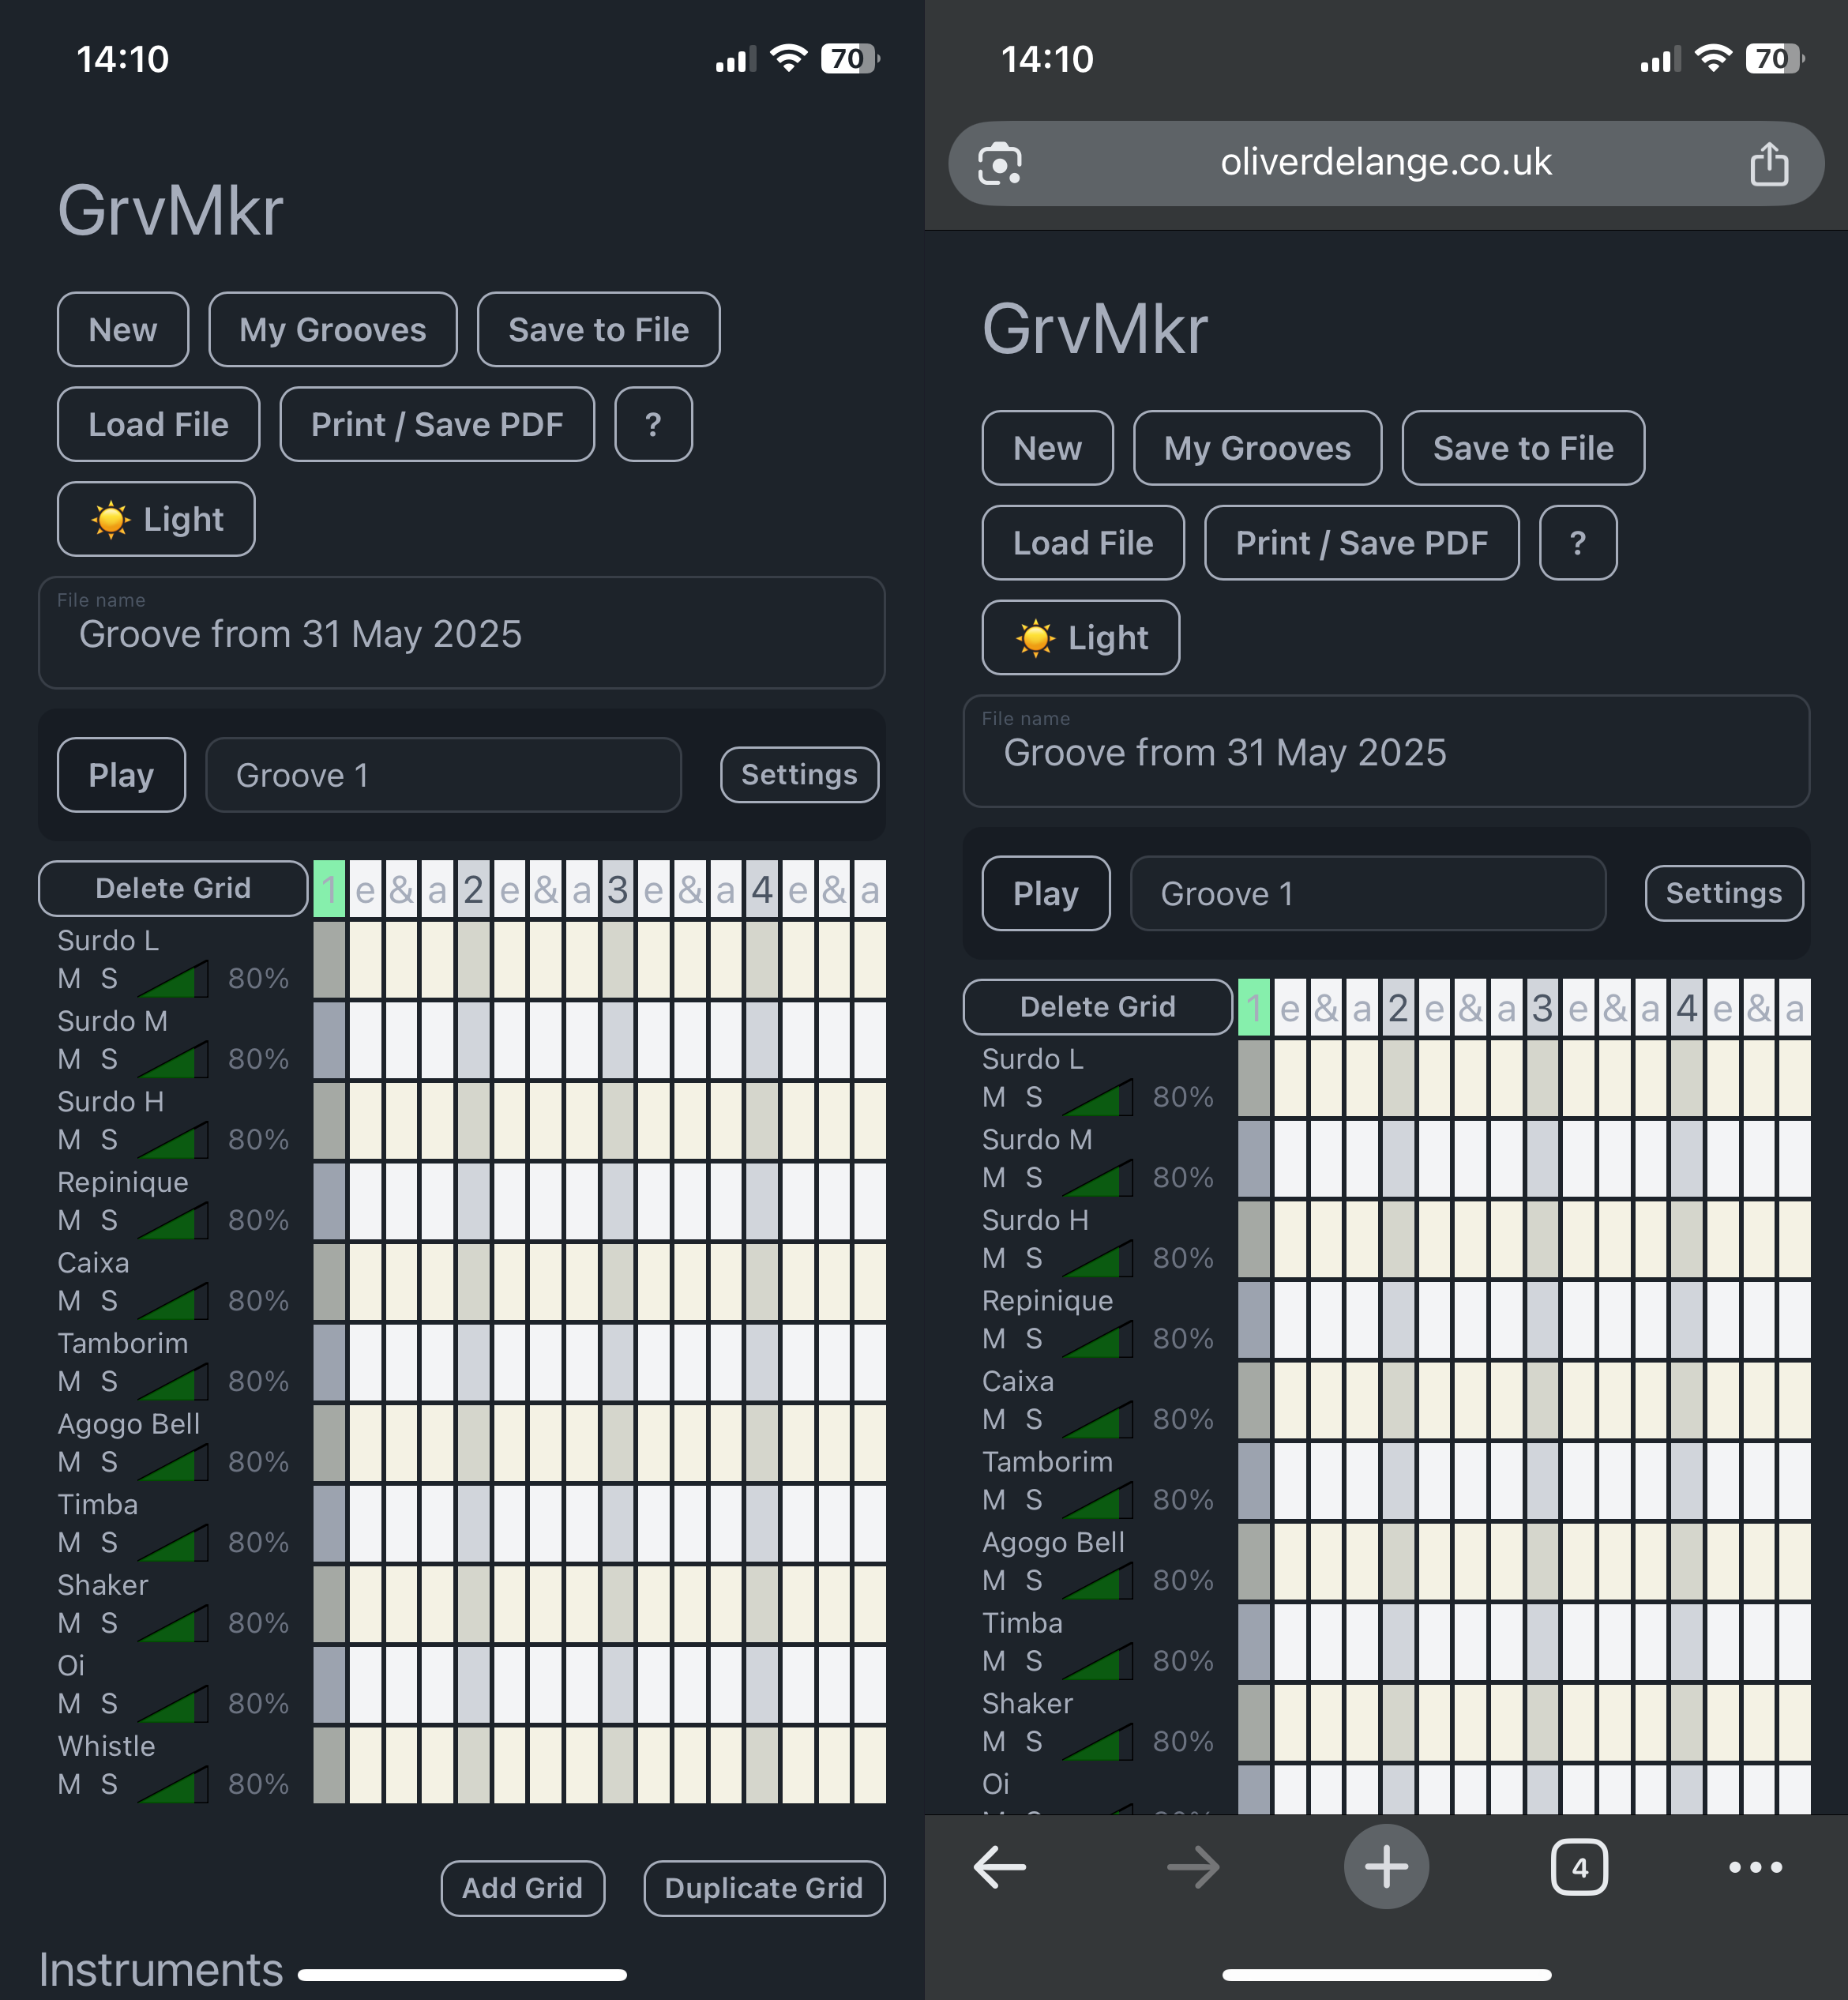 14:10
70
GrvMkr
New My Grooves Save to File
Load File Print / Save PDF ?
Light
File name
Groove from 31 May 2025
Play Groove 1 Settings
Delete Grid 1 e & a 2 e & a 3 e & a 4 e & a
Surdo L
M S 80%
Surdo M
M S 80%
Surdo H
M S 80%
Repinique
M S 80%
Caixa
M S 80%
Tamborim
M S 80%
Agogo Bell
M S 80%
Timba
M S 80%
Shaker
M S 80%
Oi
M S 80%
Whistle
M S 80%
Add Grid Duplicate Grid
Instruments
14:10
70
oliverdelange.co.uk
GrvMkr
New My Grooves Save to File
Load File Print / Save PDF ?
Light
File name
Groove from 31 May 2025
Play Groove 1 Settings
Delete Grid 1 e & a 2 e & a 3 e & a 4 e & a
Surdo L
M S 80%
Surdo M
M S 80%
Surdo H
M S 80%
Repinique
M S 80%
Caixa
M S 80%
Tamborim
M S 80%
Agogo Bell
M S 80%
Timba
M S 80%
Shaker
M S 80%
Oi
4